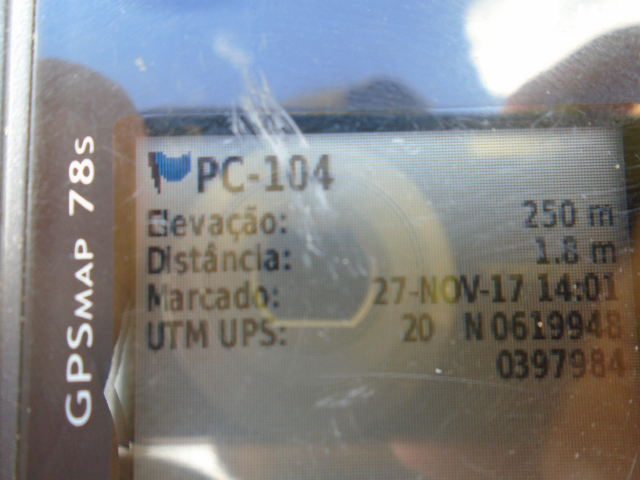 GPSMAP 78s
PC-104
Elevação: 250 m
Distância: 1.8 m
Marcado: 27-NOV-17 14:01
UTM UPS: 20 N 0619948
0397984